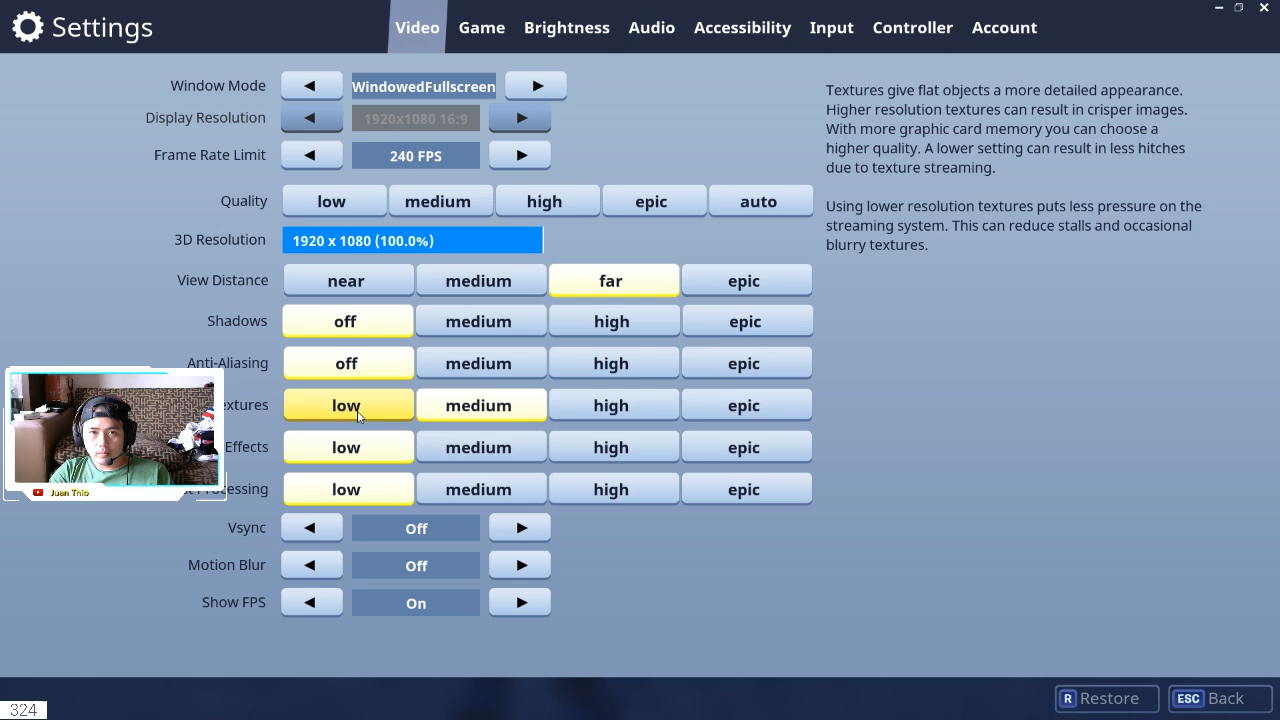 Settings
Video Game Brightness Audio Accessibility Input Controller Account
Window Mode WindowedFullscreen
Display Resolution 1920x1080 16:9
Frame Rate Limit 240 FPS
Quality low medium high epic auto
3D Resolution 1920 x 1080 (100.0%)
View Distance near medium far epic
Shadows off medium high epic
Anti-Aliasing off medium high epic
extures low medium high epic
Effects low medium high epic
Processing low medium high epic
Vsync Off
Motion Blur Off
Show FPS On
Textures give flat objects a more detailed appearance.
Higher resolution textures can result in crisper images.
With more graphic card memory you can choose a
higher quality. A lower setting can result in less hitches
due to texture streaming.
Using lower resolution textures puts less pressure on the
streaming system. This can reduce stalls and occasional
blurry textures.
Juan Thio
324
R Restore
ESC Back